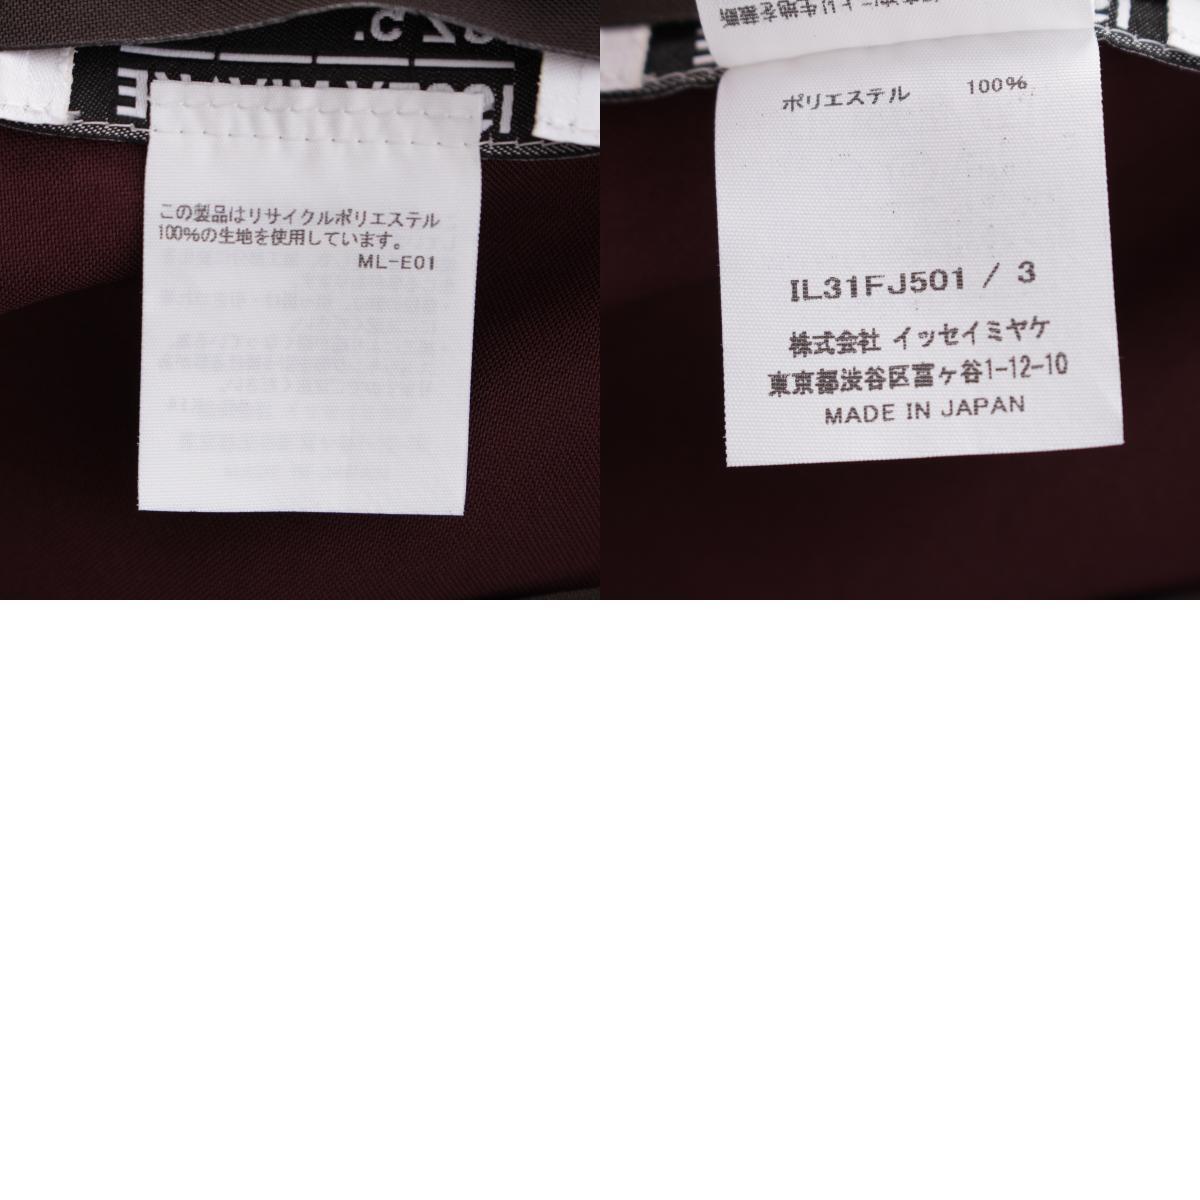 この製品はリサイクルポリエステル
100%の生地を使用しています。
ML-E01
ポリエステル 100%
IL31FJ501 / 3
株式会社 イッセイミヤケ
東京都渋谷区富ヶ谷1-12-10
MADE IN JAPAN